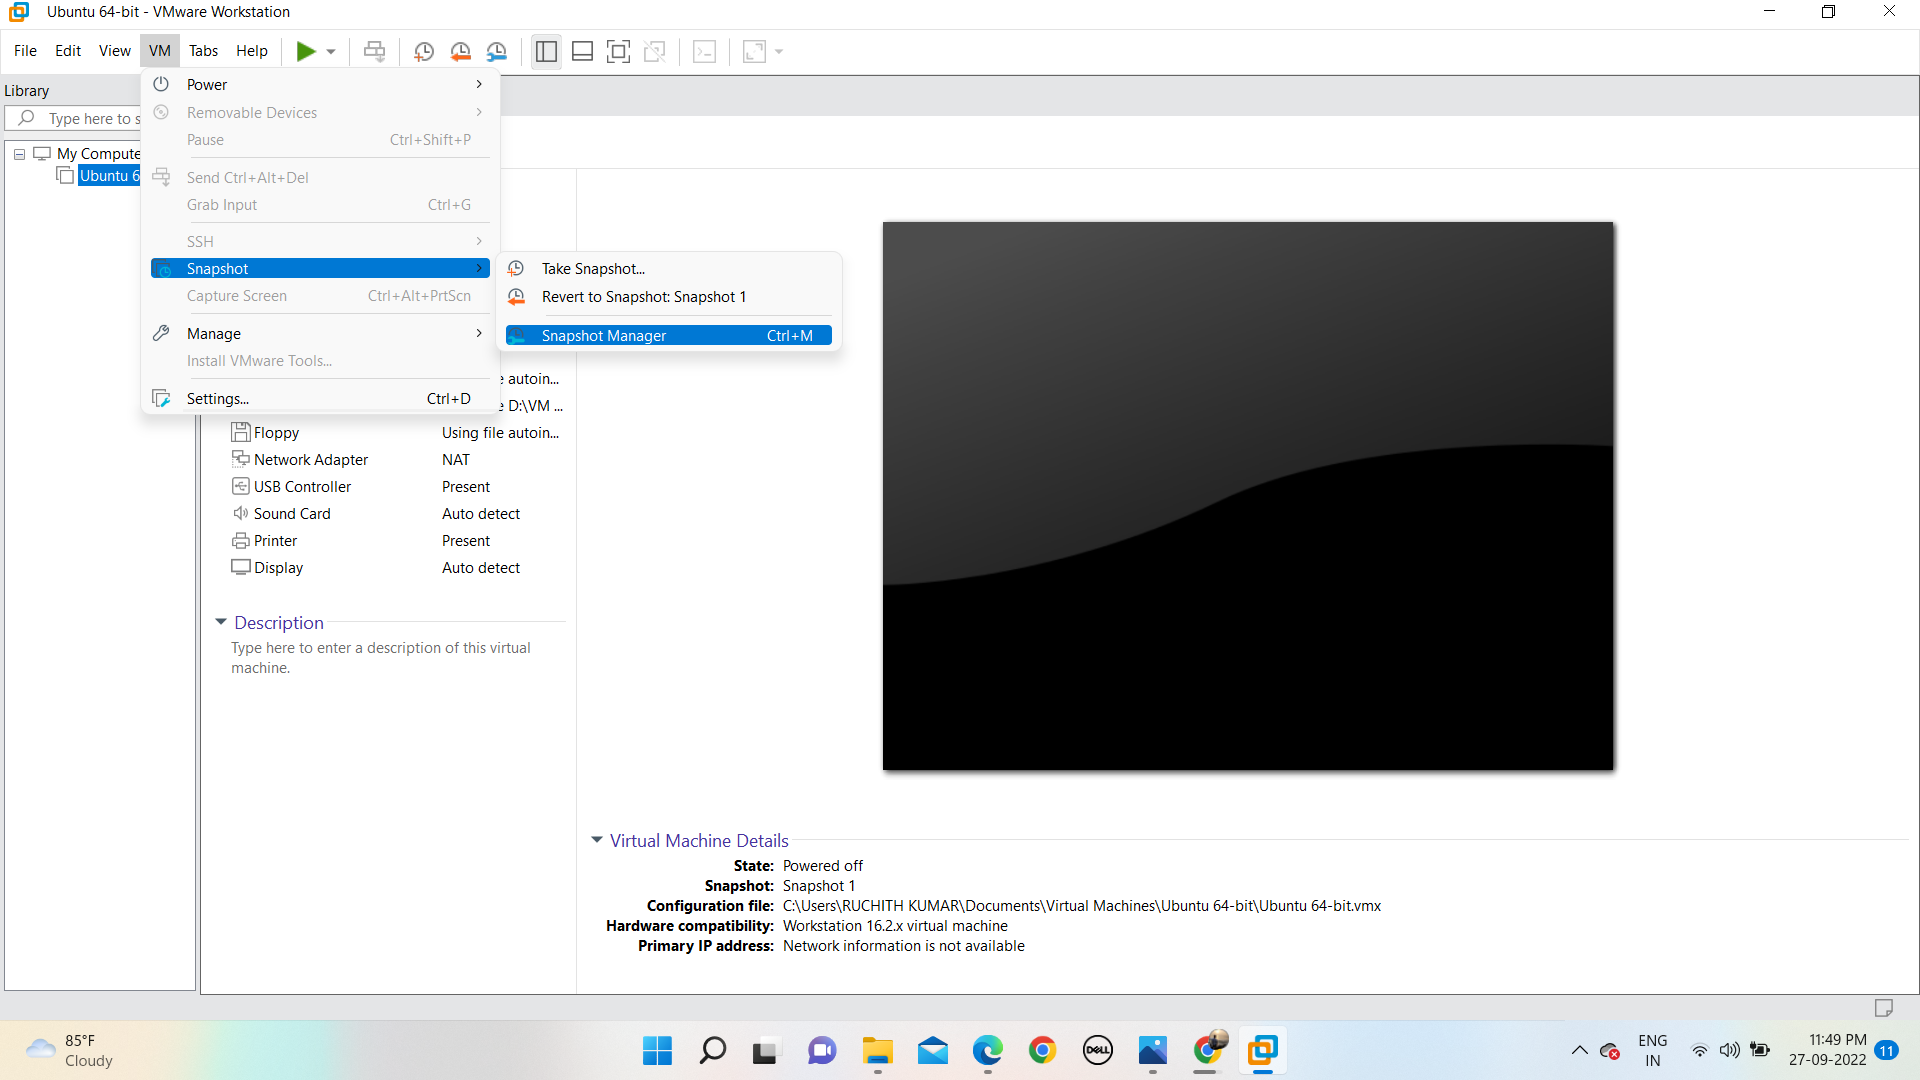 Ubuntu 64-bit - VMware Workstation
File Edit View VM Tabs Help
Library
Type here to s
My Compute
Ubuntu 6
Power
Removable Devices
Pause Ctrl+Shift+P
Send Ctrl+Alt+Del
Grab Input Ctrl+G
SSH
Snapshot
Capture Screen Ctrl+Alt+PrtScn
Manage
Install VMware Tools...
Settings... Ctrl+D
Take Snapshot...
Revert to Snapshot: Snapshot 1
Snapshot Manager Ctrl+M
e autoin...
e D:\VM ...
Floppy Using file autoin...
Network Adapter NAT
USB Controller Present
Sound Card Auto detect
Printer Present
Display Auto detect
Description
Type here to enter a description of this virtual
machine.
Virtual Machine Details
State: Powered off
Snapshot: Snapshot 1
Configuration file: C:\Users\RUCHITH KUMAR\Documents\Virtual Machines\Ubuntu 64-bit\Ubuntu 64-bit.vmx
Hardware compatibility: Workstation 16.2.x virtual machine
Primary IP address: Network information is not available
85°F
Cloudy
DELL
ENG
IN
11:49 PM
27-09-2022
11